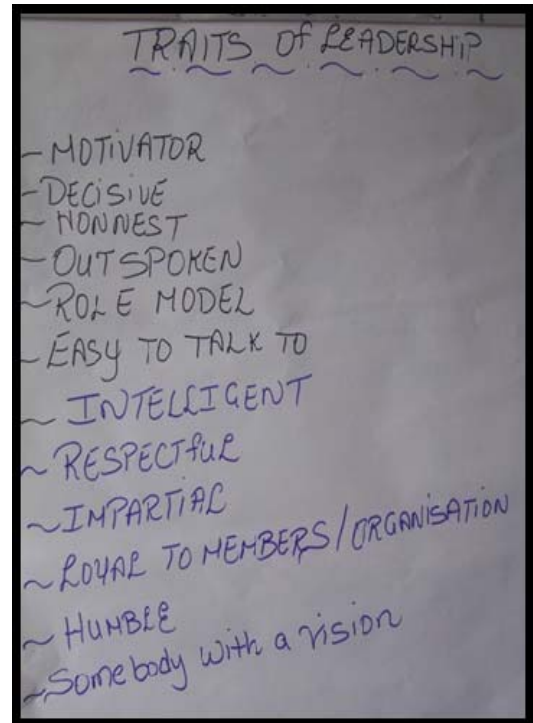 TRAITS Of LEADERSHIP
- MOTIVATOR
- DECISIVE
~ HONNEST
- OUTSPOKEN
~ ROLE MODEL
~ EASY TO TALK TO
~ INTELLIGENT
~ RESPECTfUL
~ IMPARTIAL
~ LOYAL TO MEMBERS/ORGANISATION
~ HUMBLE
~ Somebody with a vision